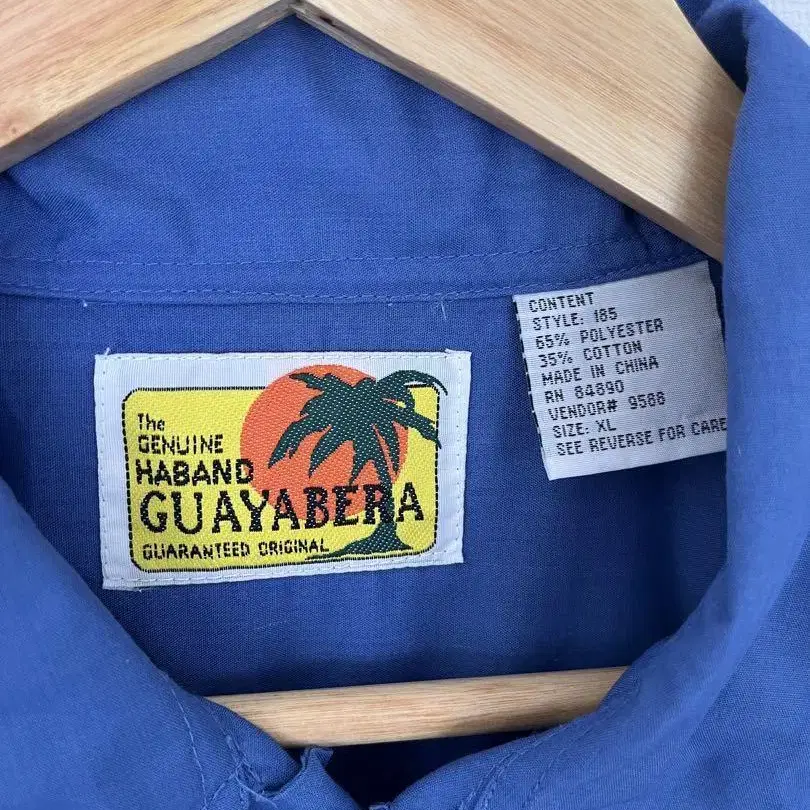 The
GENUINE
HABAND
GUAYABERA
GUARANTEED ORIGINAL
CONTENT
STYLE: 185
65% POLYESTER
35% COTTON
MADE IN CHINA
RN 84890
VENDOR# 9588
SIZE: XL
SEE REVERSE FOR CARE